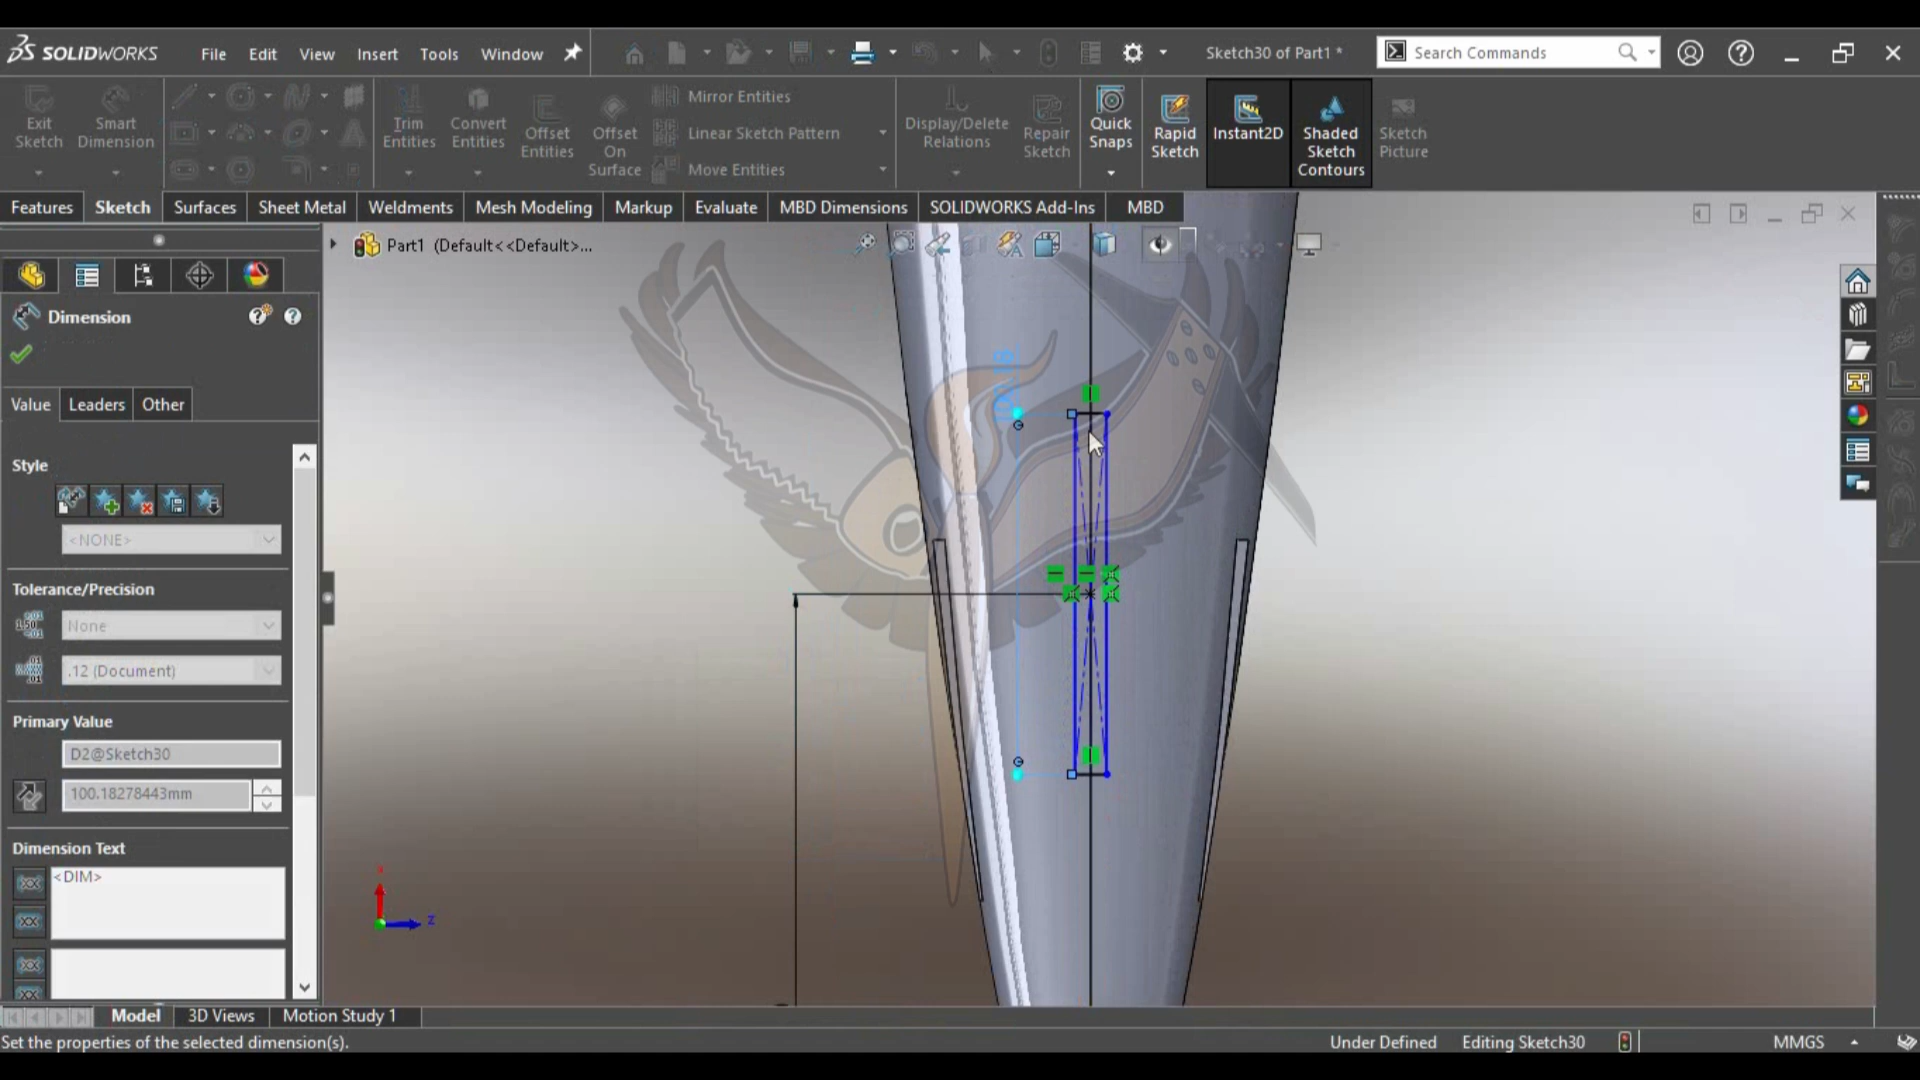 SOLIDWORKS File Edit View Insert Tools Window Sketch30 of Part1 * Search Commands
Exit Sketch
Smart Dimension
Trim Entities
Convert Entities
Offset Entities
Offset On Surface
Mirror Entities
Linear Sketch Pattern
Move Entities
Display/Delete Relations
Repair Sketch
Quick Snaps
Rapid Sketch
Instant2D
Shaded Sketch Contours
Sketch Picture
Features Sketch Surfaces Sheet Metal Weldments Mesh Modeling Markup Evaluate MBD Dimensions SOLIDWORKS Add-Ins MBD
Part1 (Default<<Default>...
Dimension
Value Leaders Other
Style
<NONE>
Tolerance/Precision
None
.12 (Document)
Primary Value
D2@Sketch30
100.18278443mm
Dimension Text
<DIM>
Z
Model 3D Views Motion Study 1
Set the properties of the selected dimension(s). Under Defined Editing Sketch30 MMGS